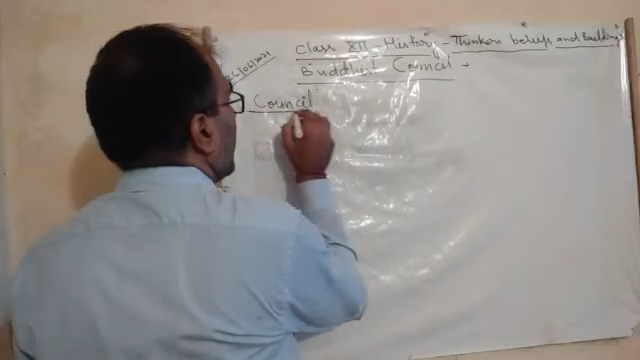 Class XII History - Thinkers beliefs and Buildings
Buddhist Council -
Council